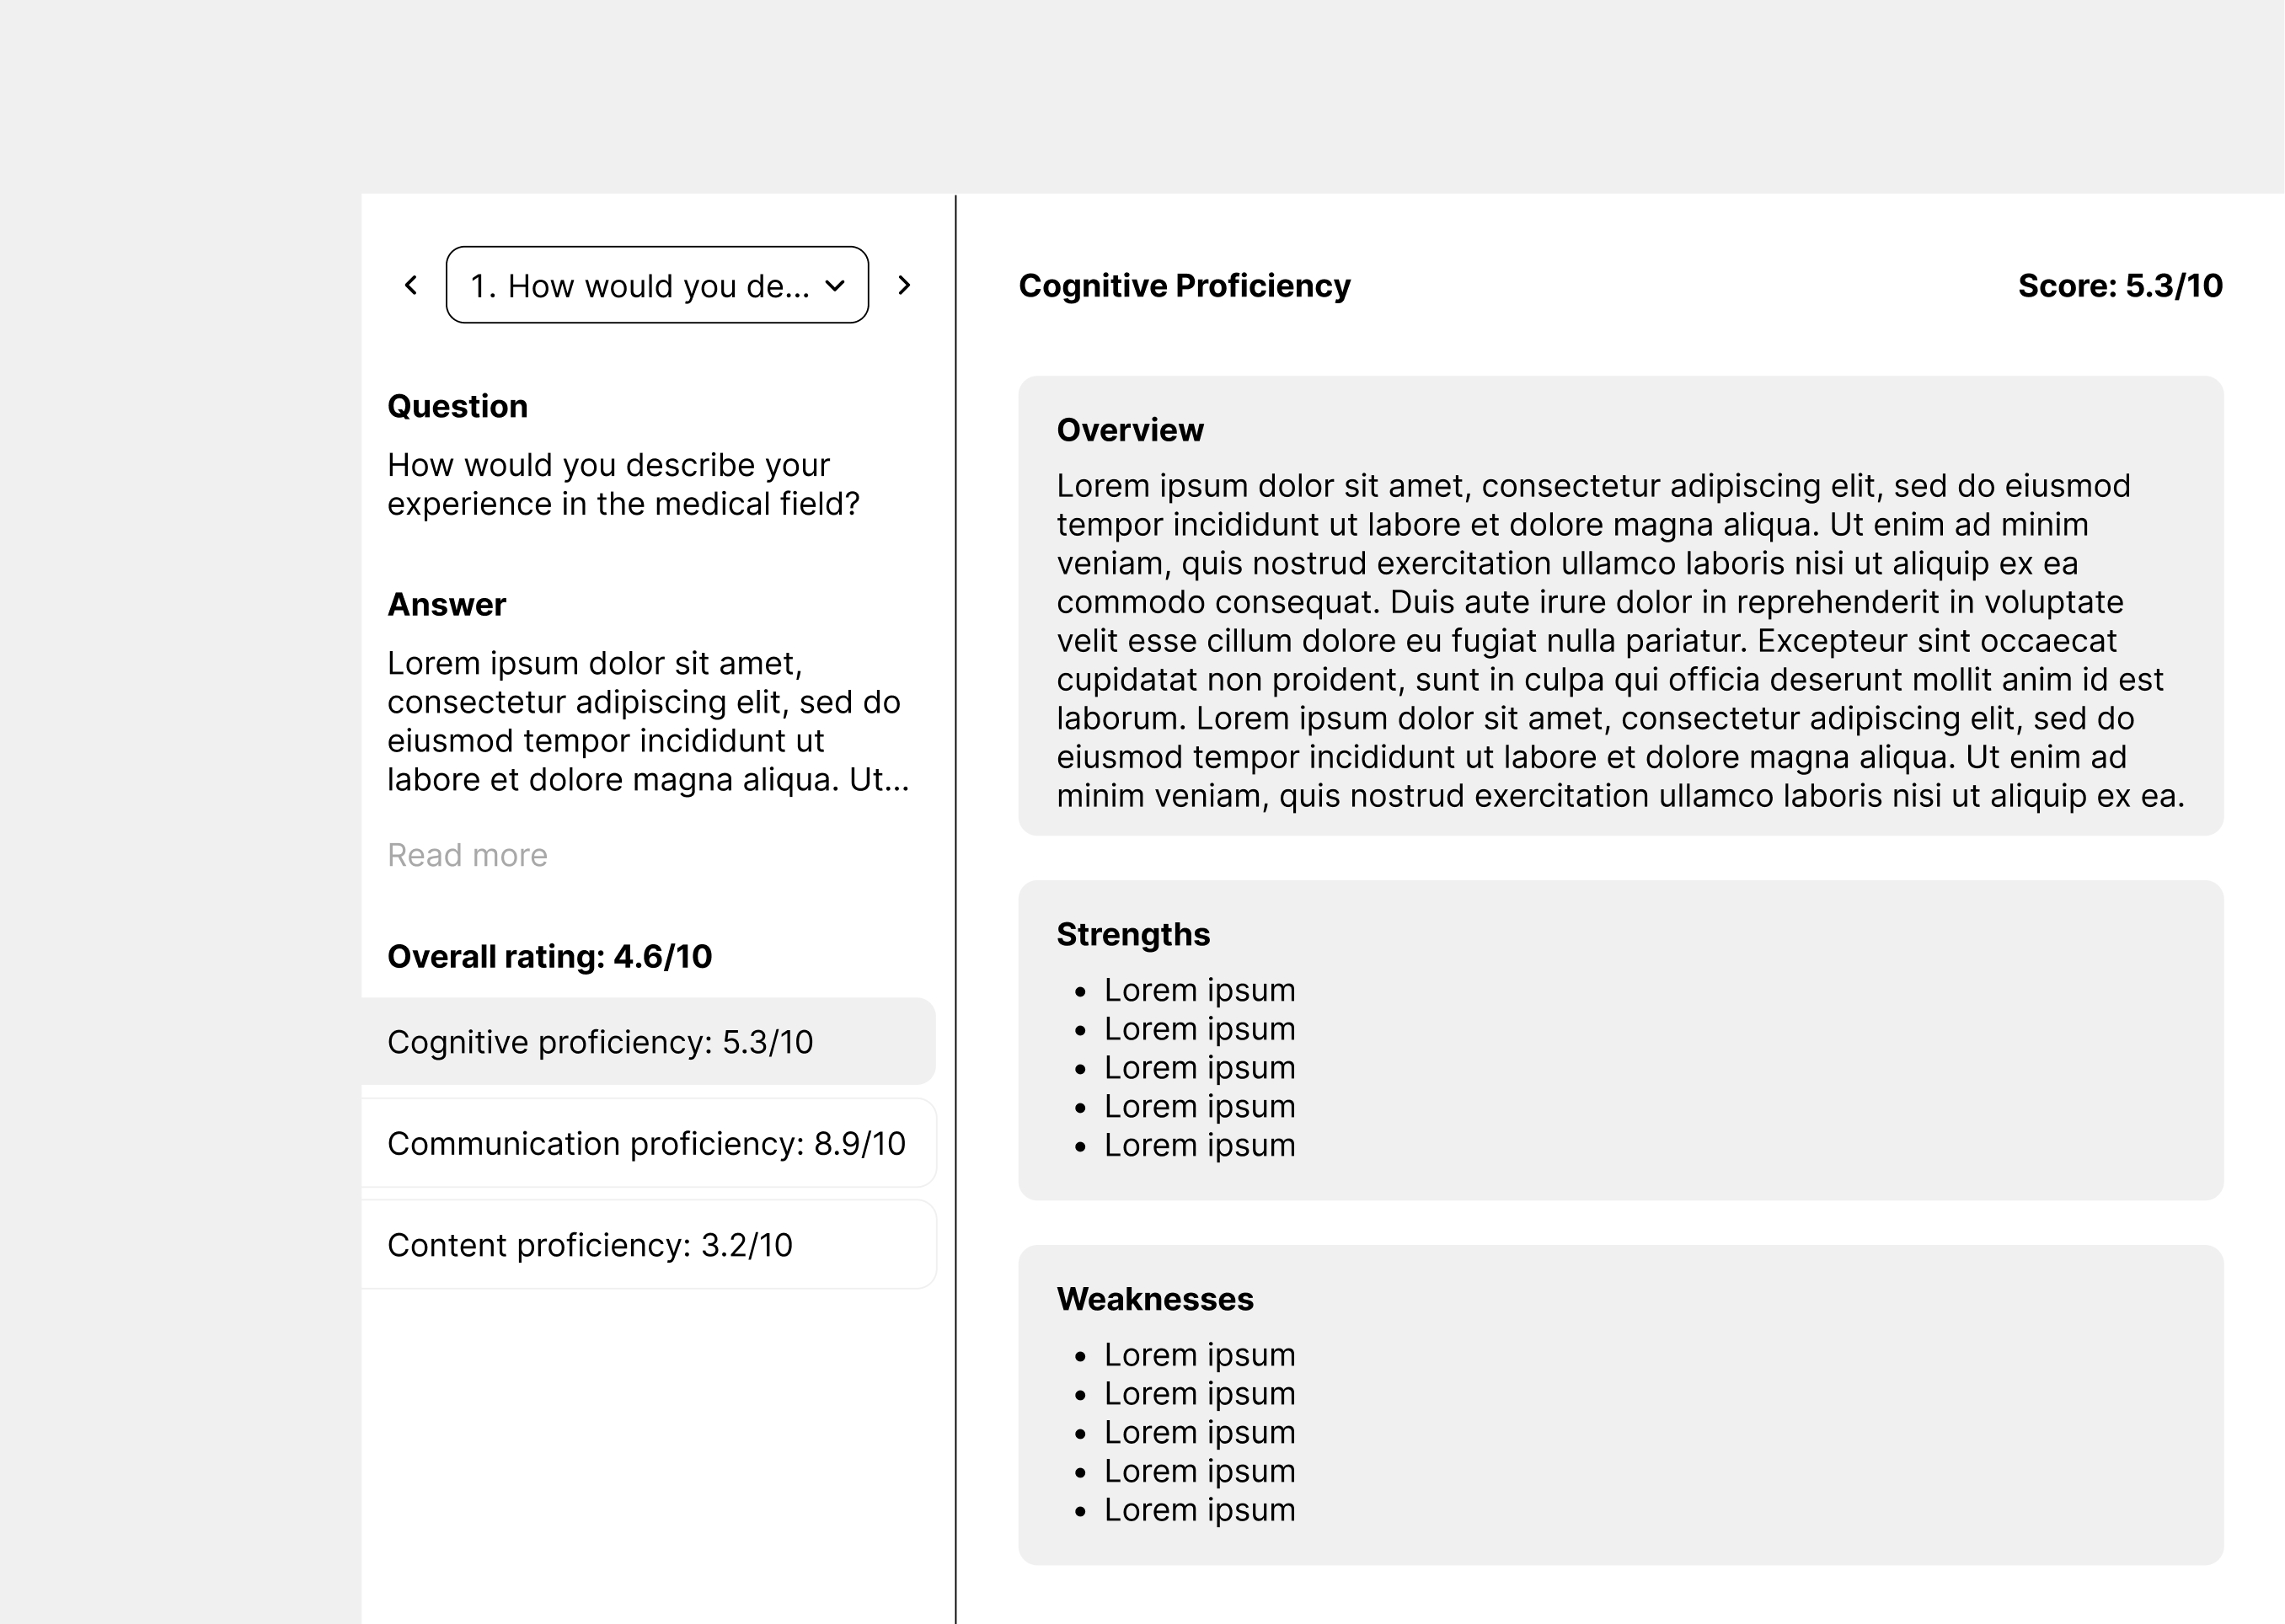 1. How would you de...
Question
How would you describe your
experience in the medical field?
Answer
Lorem ipsum dolor sit amet,
consectetur adipiscing elit, sed do
eiusmod tempor incididunt ut
labore et dolore magna aliqua. Ut...
Read more
Overall rating: 4.6/10
Cognitive proficiency: 5.3/10
Communication proficiency: 8.9/10
Content proficiency: 3.2/10
Cognitive Proficiency
Score: 5.3/10
Overview
Lorem ipsum dolor sit amet, consectetur adipiscing elit, sed do eiusmod
tempor incididunt ut labore et dolore magna aliqua. Ut enim ad minim
veniam, quis nostrud exercitation ullamco laboris nisi ut aliquip ex ea
commodo consequat. Duis aute irure dolor in reprehenderit in voluptate
velit esse cillum dolore eu fugiat nulla pariatur. Excepteur sint occaecat
cupidatat non proident, sunt in culpa qui officia deserunt mollit anim id est
laborum. Lorem ipsum dolor sit amet, consectetur adipiscing elit, sed do
eiusmod tempor incididunt ut labore et dolore magna aliqua. Ut enim ad
minim veniam, quis nostrud exercitation ullamco laboris nisi ut aliquip ex ea.
Strengths
• Lorem ipsum
• Lorem ipsum
• Lorem ipsum
• Lorem ipsum
• Lorem ipsum
Weaknesses
• Lorem ipsum
• Lorem ipsum
• Lorem ipsum
• Lorem ipsum
• Lorem ipsum